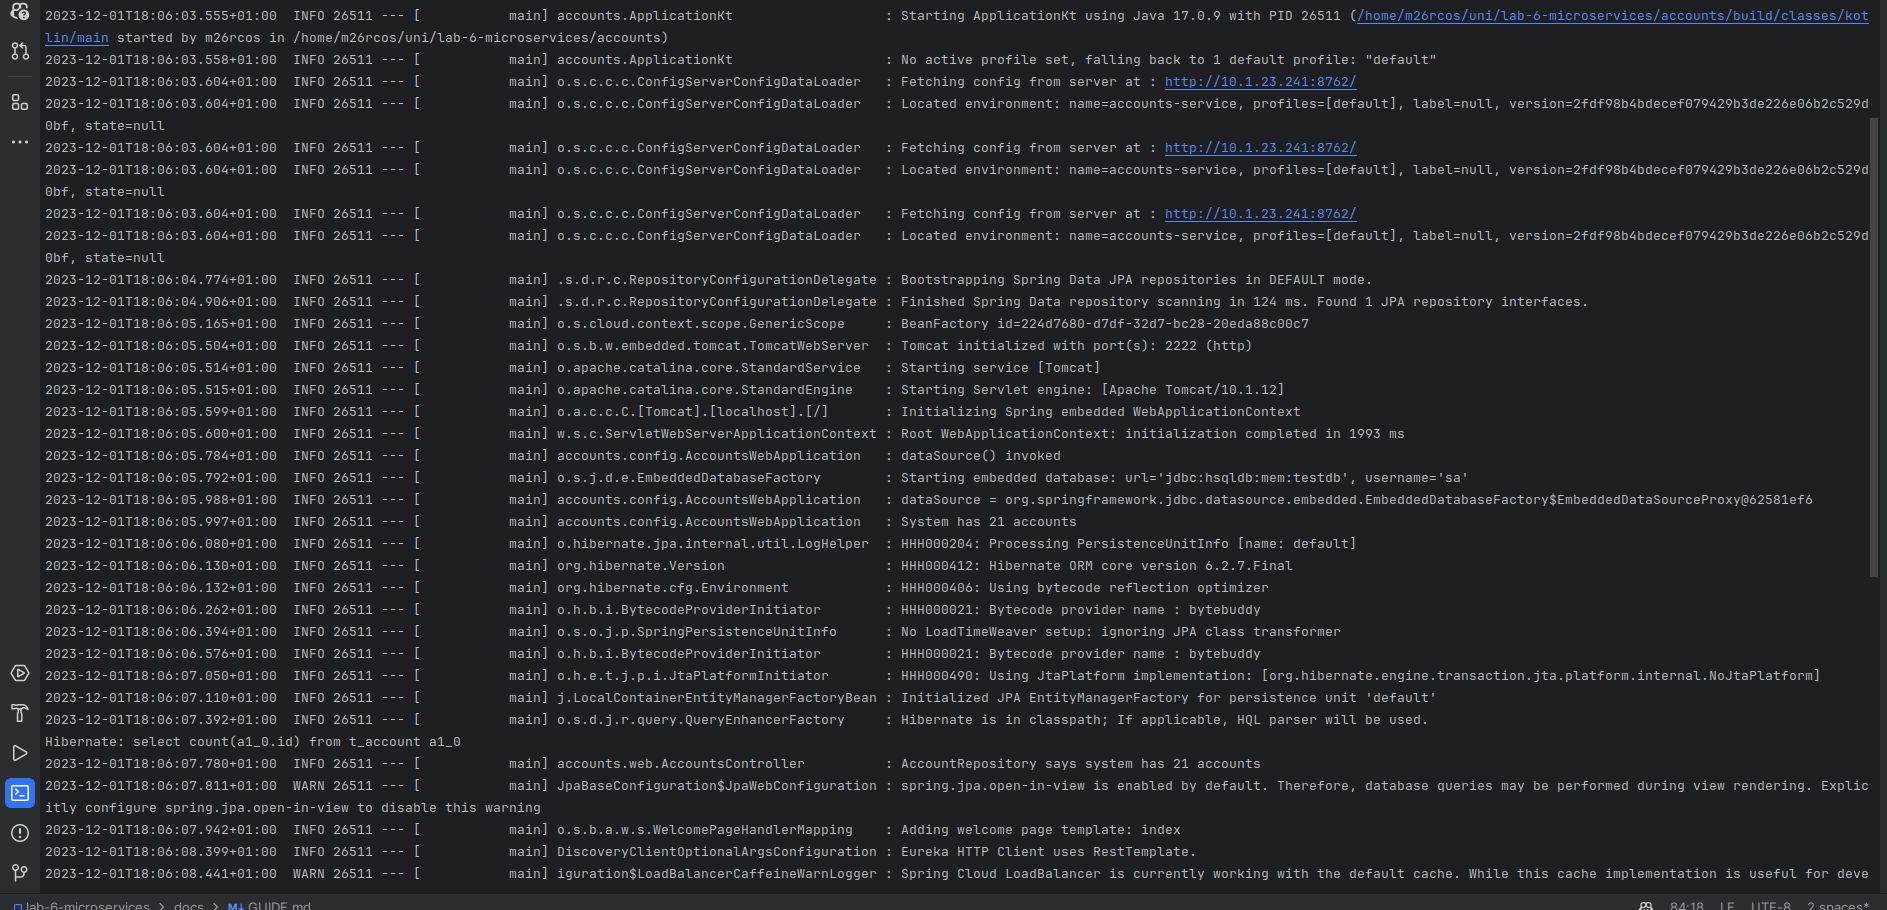 2023-12-01T18:06:03.555+01:00  INFO 26511 --- [           main] accounts.ApplicationKt                   : Starting ApplicationKt using Java 17.0.9 with PID 26511 (/home/m26rcos/uni/lab-6-microservices/accounts/build/classes/kot
lin/main started by m26rcos in /home/m26rcos/uni/lab-6-microservices/accounts)
2023-12-01T18:06:03.558+01:00  INFO 26511 --- [           main] accounts.ApplicationKt                   : No active profile set, falling back to 1 default profile: "default"
2023-12-01T18:06:03.604+01:00  INFO 26511 --- [           main] o.s.c.c.c.ConfigServerConfigDataLoader   : Fetching config from server at : http://10.1.23.241:8762/
2023-12-01T18:06:03.604+01:00  INFO 26511 --- [           main] o.s.c.c.c.ConfigServerConfigDataLoader   : Located environment: name=accounts-service, profiles=[default], label=null, version=2fdf98b4bdecef079429b3de226e06b2c529d
0bf, state=null
2023-12-01T18:06:03.604+01:00  INFO 26511 --- [           main] o.s.c.c.c.ConfigServerConfigDataLoader   : Fetching config from server at : http://10.1.23.241:8762/
2023-12-01T18:06:03.604+01:00  INFO 26511 --- [           main] o.s.c.c.c.ConfigServerConfigDataLoader   : Located environment: name=accounts-service, profiles=[default], label=null, version=2fdf98b4bdecef079429b3de226e06b2c529d
0bf, state=null
2023-12-01T18:06:03.604+01:00  INFO 26511 --- [           main] o.s.c.c.c.ConfigServerConfigDataLoader   : Fetching config from server at : http://10.1.23.241:8762/
2023-12-01T18:06:03.604+01:00  INFO 26511 --- [           main] o.s.c.c.c.ConfigServerConfigDataLoader   : Located environment: name=accounts-service, profiles=[default], label=null, version=2fdf98b4bdecef079429b3de226e06b2c529d
0bf, state=null
2023-12-01T18:06:04.774+01:00  INFO 26511 --- [           main] .s.d.r.c.RepositoryConfigurationDelegate : Bootstrapping Spring Data JPA repositories in DEFAULT mode.
2023-12-01T18:06:04.906+01:00  INFO 26511 --- [           main] .s.d.r.c.RepositoryConfigurationDelegate : Finished Spring Data repository scanning in 124 ms. Found 1 JPA repository interfaces.
2023-12-01T18:06:05.165+01:00  INFO 26511 --- [           main] o.s.cloud.context.scope.GenericScope     : BeanFactory id=224d7680-d7df-32d7-bc28-20eda88c00c7
2023-12-01T18:06:05.504+01:00  INFO 26511 --- [           main] o.s.b.w.embedded.tomcat.TomcatWebServer  : Tomcat initialized with port(s): 2222 (http)
2023-12-01T18:06:05.514+01:00  INFO 26511 --- [           main] o.apache.catalina.core.StandardService   : Starting service [Tomcat]
2023-12-01T18:06:05.515+01:00  INFO 26511 --- [           main] o.apache.catalina.core.StandardEngine    : Starting Servlet engine: [Apache Tomcat/10.1.12]
2023-12-01T18:06:05.599+01:00  INFO 26511 --- [           main] o.a.c.c.C.[Tomcat].[localhost].[/]       : Initializing Spring embedded WebApplicationContext
2023-12-01T18:06:05.600+01:00  INFO 26511 --- [           main] w.s.c.ServletWebServerApplicationContext : Root WebApplicationContext: initialization completed in 1993 ms
2023-12-01T18:06:05.784+01:00  INFO 26511 --- [           main] accounts.config.AccountsWebApplication   : dataSource() invoked
2023-12-01T18:06:05.792+01:00  INFO 26511 --- [           main] o.s.j.d.e.EmbeddedDatabaseFactory        : Starting embedded database: url='jdbc:hsqldb:mem:testdb', username='sa'
2023-12-01T18:06:05.988+01:00  INFO 26511 --- [           main] accounts.config.AccountsWebApplication   : dataSource = org.springframework.jdbc.datasource.embedded.EmbeddedDatabaseFactory$EmbeddedDataSourceProxy@62581ef6
2023-12-01T18:06:05.997+01:00  INFO 26511 --- [           main] accounts.config.AccountsWebApplication   : System has 21 accounts
2023-12-01T18:06:06.080+01:00  INFO 26511 --- [           main] o.hibernate.jpa.internal.util.LogHelper  : HHH000204: Processing PersistenceUnitInfo [name: default]
2023-12-01T18:06:06.130+01:00  INFO 26511 --- [           main] org.hibernate.Version                    : HHH000412: Hibernate ORM core version 6.2.7.Final
2023-12-01T18:06:06.132+01:00  INFO 26511 --- [           main] org.hibernate.cfg.Environment            : HHH000406: Using bytecode reflection optimizer
2023-12-01T18:06:06.262+01:00  INFO 26511 --- [           main] o.h.b.i.BytecodeProviderInitiator        : HHH000021: Bytecode provider name : bytebuddy
2023-12-01T18:06:06.394+01:00  INFO 26511 --- [           main] o.s.o.j.p.SpringPersistenceUnitInfo      : No LoadTimeWeaver setup: ignoring JPA class transformer
2023-12-01T18:06:06.576+01:00  INFO 26511 --- [           main] o.h.b.i.BytecodeProviderInitiator        : HHH000021: Bytecode provider name : bytebuddy
2023-12-01T18:06:07.050+01:00  INFO 26511 --- [           main] o.h.e.t.j.p.i.JtaPlatformInitiator       : HHH000490: Using JtaPlatform implementation: [org.hibernate.engine.transaction.jta.platform.internal.NoJtaPlatform]
2023-12-01T18:06:07.110+01:00  INFO 26511 --- [           main] j.LocalContainerEntityManagerFactoryBean : Initialized JPA EntityManagerFactory for persistence unit 'default'
2023-12-01T18:06:07.392+01:00  INFO 26511 --- [           main] o.s.d.j.r.query.QueryEnhancerFactory     : Hibernate is in classpath; If applicable, HQL parser will be used.
Hibernate: select count(a1_0.id) from t_account a1_0
2023-12-01T18:06:07.780+01:00  INFO 26511 --- [           main] accounts.web.AccountsController          : AccountRepository says system has 21 accounts
2023-12-01T18:06:07.811+01:00  WARN 26511 --- [           main] JpaBaseConfiguration$JpaWebConfiguration : spring.jpa.open-in-view is enabled by default. Therefore, database queries may be performed during view rendering. Explic
itly configure spring.jpa.open-in-view to disable this warning
2023-12-01T18:06:07.942+01:00  INFO 26511 --- [           main] o.s.b.a.w.s.WelcomePageHandlerMapping    : Adding welcome page template: index
2023-12-01T18:06:08.399+01:00  INFO 26511 --- [           main] DiscoveryClientOptionalArgsConfiguration : Eureka HTTP Client uses RestTemplate.
2023-12-01T18:06:08.441+01:00  WARN 26511 --- [           main] iguration$LoadBalancerCaffeineWarnLogger : Spring Cloud LoadBalancer is currently working with the default cache. While this cache implementation is useful for deve
lab-6-microservices > docs > M↓ GUIDE.md 84:18 LF UTF-8 2 spaces*